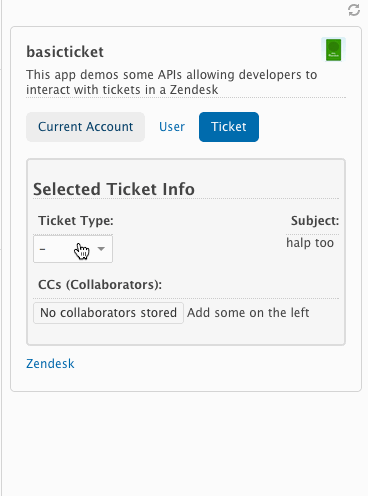 basicticket
This app demos some APIs allowing developers to
interact with tickets in a Zendesk
Current Account User Ticket
Selected Ticket Info
Ticket Type: Subject:
- halp too
CCs (Collaborators):
No collaborators stored Add some on the left
Zendesk